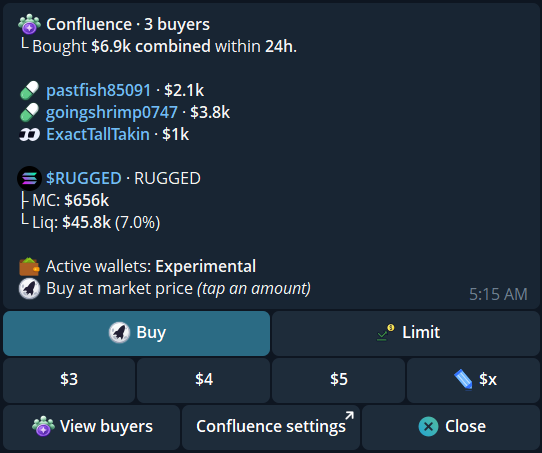 Confluence · 3 buyers
└ Bought $6.9k combined within 24h.
pastfish85091 · $2.1k
goingshrimp0747 · $3.8k
ExactTallTakin · $1k
$RUGGED · RUGGED
├ MC: $656k
└ Liq: $45.8k (7.0%)
Active wallets: Experimental
Buy at market price (tap an amount)
5:15 AM
Buy
Limit
$3
$4
$5
$x
View buyers
Confluence settings
Close